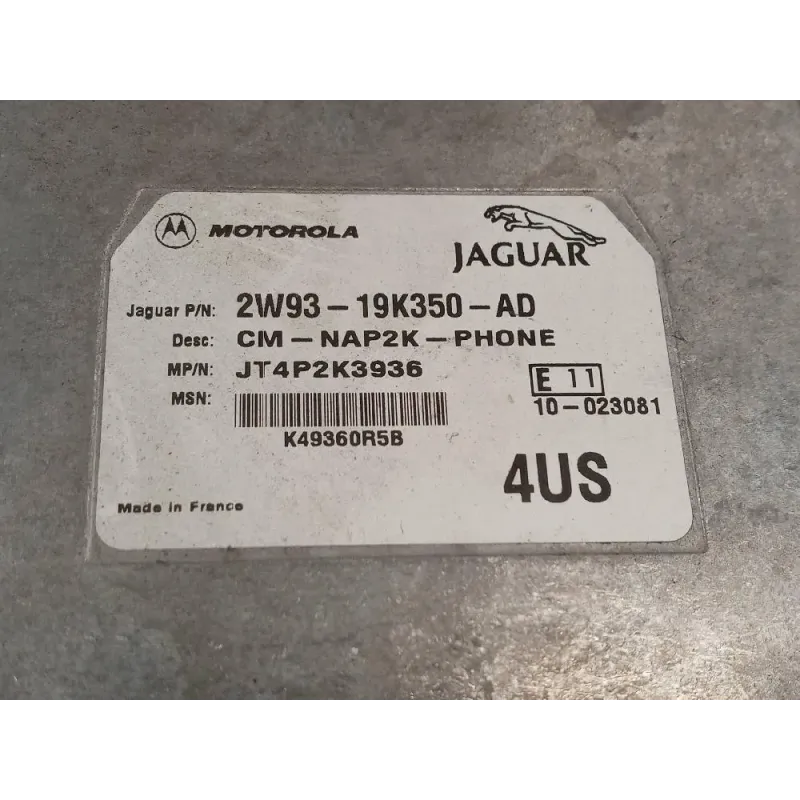 M MOTOROLA
JAGUAR
Jaguar P/N: 2W93-19K350-AD
Desc: CM-NAP2K-PHONE
MP/N: JT4P2K3936
E 11
MSN:
10-023081
K49360R5B
4US
Made in France